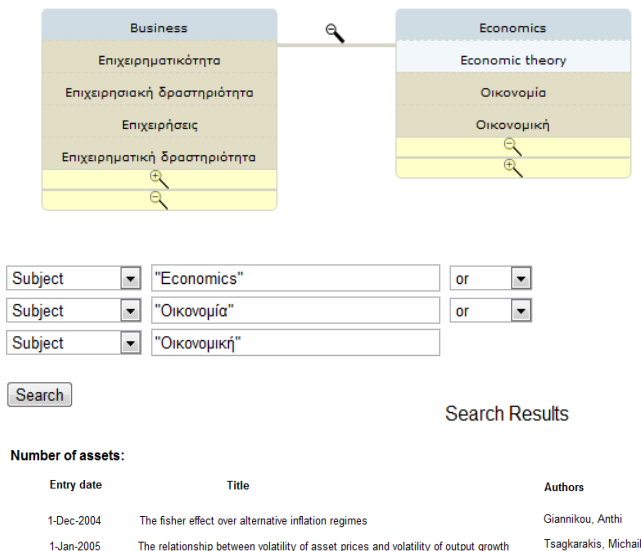 Business
Επιχειρηματικότητα
Επιχειρησιακή δραστηριότητα
Επιχειρήσεις
Επιχειρηματική δραστηριότητα
Economics
Economic theory
Οικονομία
Οικονομική
Subject "Economics" or
Subject "Οικονομία" or
Subject "Οικονομική"
Search
Search Results
Number of assets:
Entry date Title Authors
1-Dec-2004 The fisher effect over alternative inflation regimes Giannikou, Anthi
1-Jan-2005 The relationship between volatility of asset prices and volatility of output growth Tsagkarakis, Michail